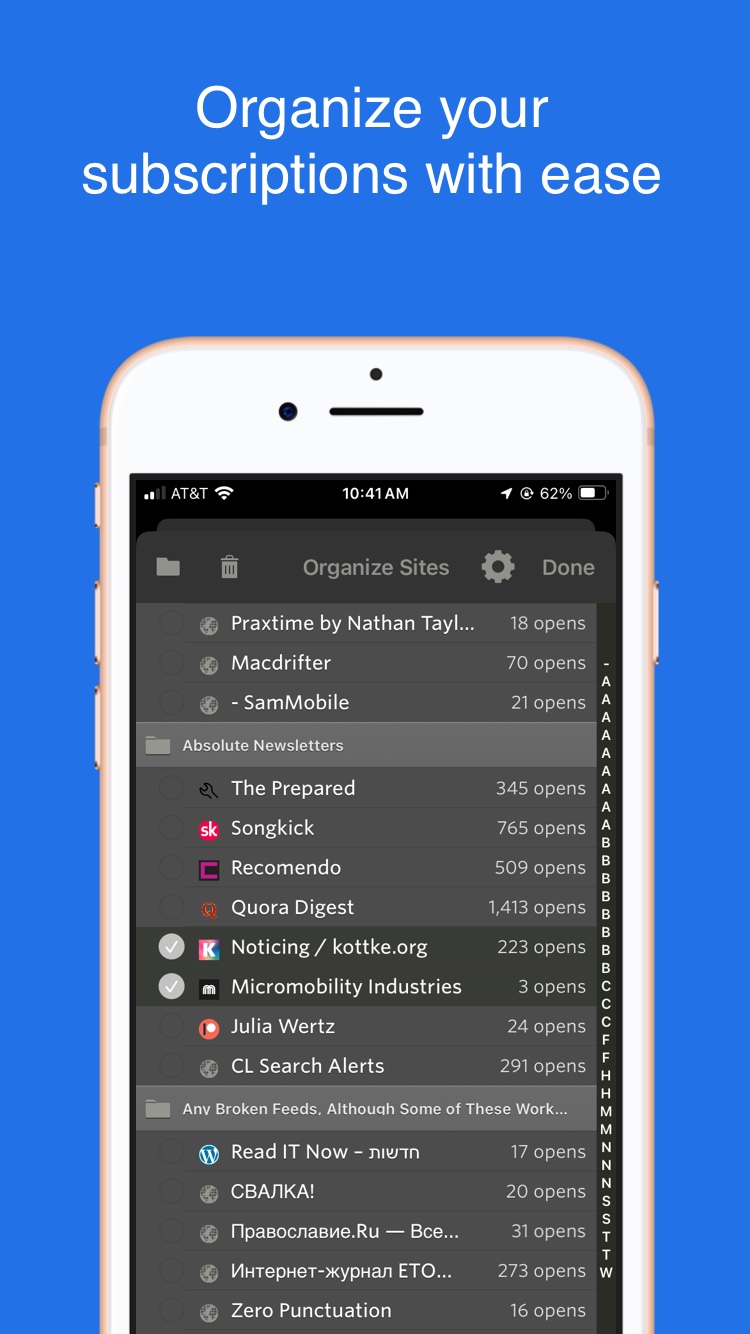 Organize your
subscriptions with ease
AT&T 10:41AM 62%
Organize Sites Done
Praxtime by Nathan Tayl... 18 opens
Macdrifter 70 opens
- SamMobile 21 opens
Absolute Newsletters
The Prepared 345 opens
sk Songkick 765 opens
Recomendo 509 opens
Quora Digest 1,413 opens
K Noticing / kottke.org 223 opens
m Micromobility Industries 3 opens
Julia Wertz 24 opens
CL Search Alerts 291 opens
Any Broken Feeds, Although Some of These Work...
Read IT Now – חדשות 17 opens
СВАЛКА! 20 opens
Православие.Ru — Все... 31 opens
Интернет-журнал ЕТО... 273 opens
Zero Punctuation 16 opens
-
A
A
A
A
A
A
A
A
A
B
B
B
B
B
B
B
B
C
C
C
F
F
H
H
M
M
N
N
N
S
S
T
T
W